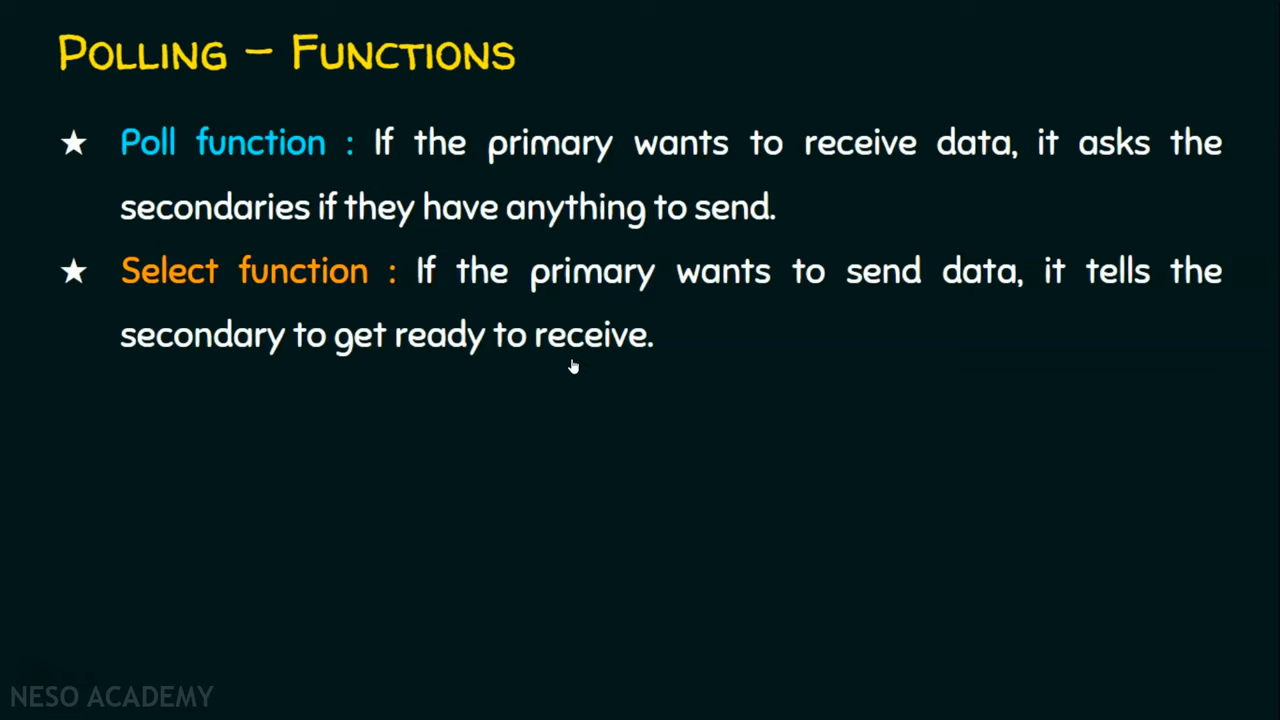 POLLING – FUNCTIONS
★ Poll function : If the primary wants to receive data, it asks the
secondaries if they have anything to send.
★ Select function : If the primary wants to send data, it tells the
secondary to get ready to receive.
NESO ACADEMY